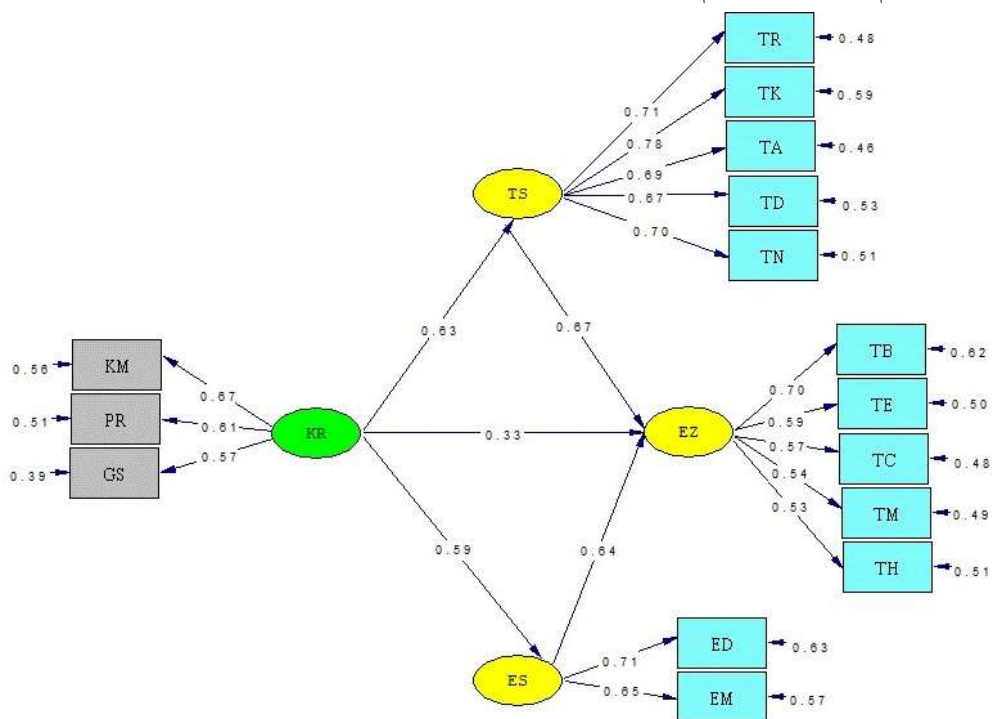 TR
0.48
TK
0.59
0.71
TA
0.46
0.78
0.69
TS
0.67
TD
0.53
0.70
TN
0.51
0.63
0.67
TB
0.62
0.56
KM
0.70
0.67
TE
0.50
0.51
PR
0.59
0.61
KR
0.33
EZ
0.57
TC
0.48
0.57
0.39
GS
0.54
TM
0.49
0.53
0.59
0.64
TH
0.51
ED
0.63
0.71
ES
0.65
EM
0.57